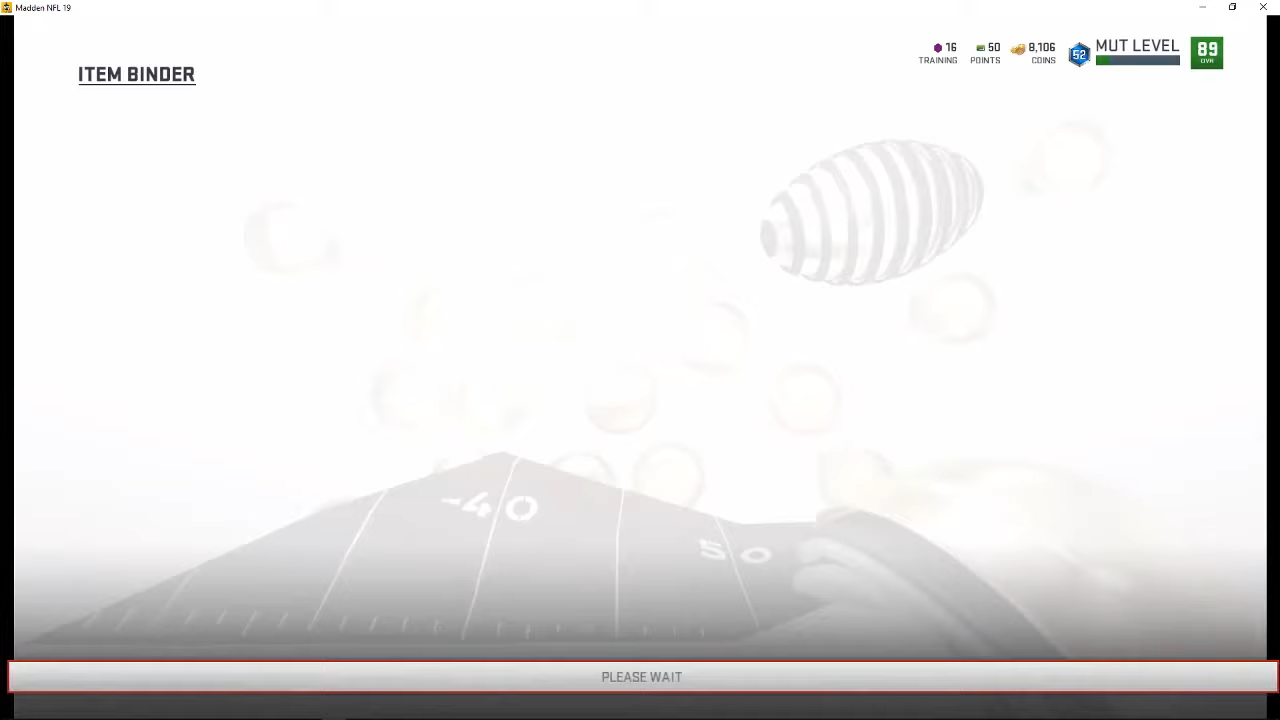 Madden NFL 19
ITEM BINDER
16
TRAINING
50
POINTS
8,106
COINS
52
MUT LEVEL
89
OVR
-40
50
PLEASE WAIT